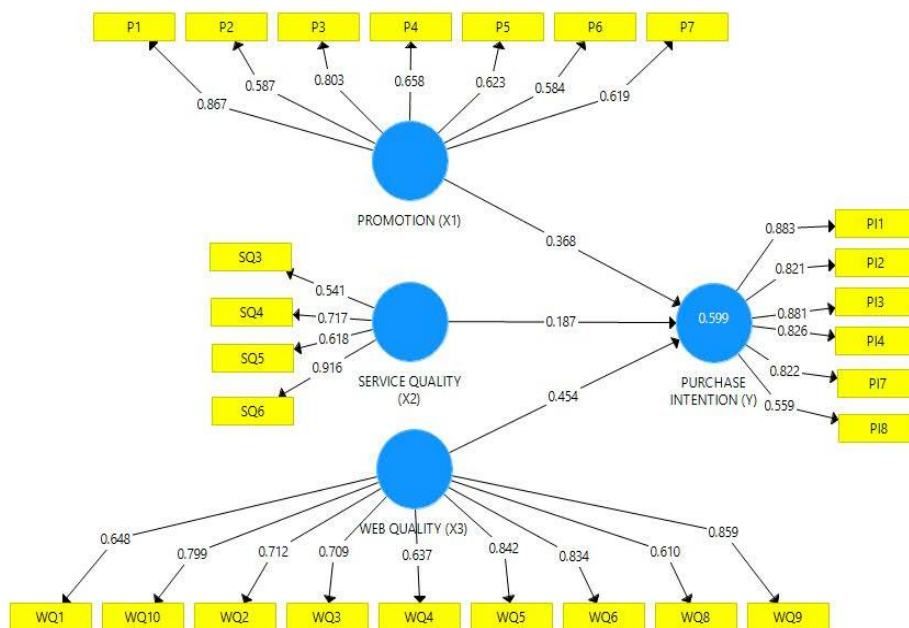 P1 P2 P3 P4 P5 P6 P7
0.867 0.587 0.803 0.658 0.623 0.584 0.619
PROMOTION (X1)
0.368
SQ3
SQ4
SQ5
SQ6
0.541
0.717
0.618
0.916
SERVICE QUALITY
(X2)
0.187
0.454
0.599
PURCHASE
INTENTION (Y)
0.883
0.821
0.881
0.826
0.822
0.559
PI1
PI2
PI3
PI4
PI7
PI8
WEB QUALITY (X3)
0.648 0.799 0.712 0.709 0.637 0.842 0.834 0.610 0.859
WQ1 WQ10 WQ2 WQ3 WQ4 WQ5 WQ6 WQ8 WQ9